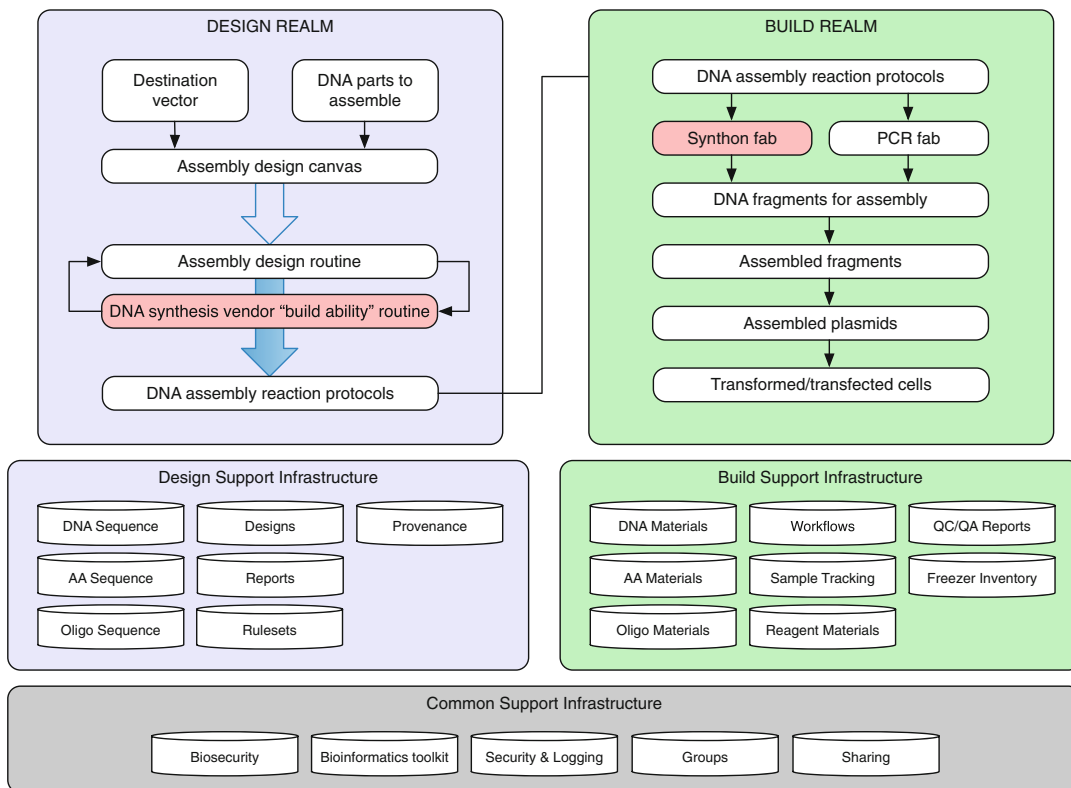 DESIGN REALM
Destination
vector
DNA parts to
assemble
Assembly design canvas
Assembly design routine
DNA synthesis vendor “build ability” routine
DNA assembly reaction protocols
BUILD REALM
DNA assembly reaction protocols
Synthon fab
PCR fab
DNA fragments for assembly
Assembled fragments
Assembled plasmids
Transformed/transfected cells
Design Support Infrastructure
DNA Sequence
Designs
Provenance
AA Sequence
Reports
Oligo Sequence
Rulesets
Build Support Infrastructure
DNA Materials
Workflows
QC/QA Reports
AA Materials
Sample Tracking
Freezer Inventory
Oligo Materials
Reagent Materials
Common Support Infrastructure
Biosecurity
Bioinformatics toolkit
Security & Logging
Groups
Sharing